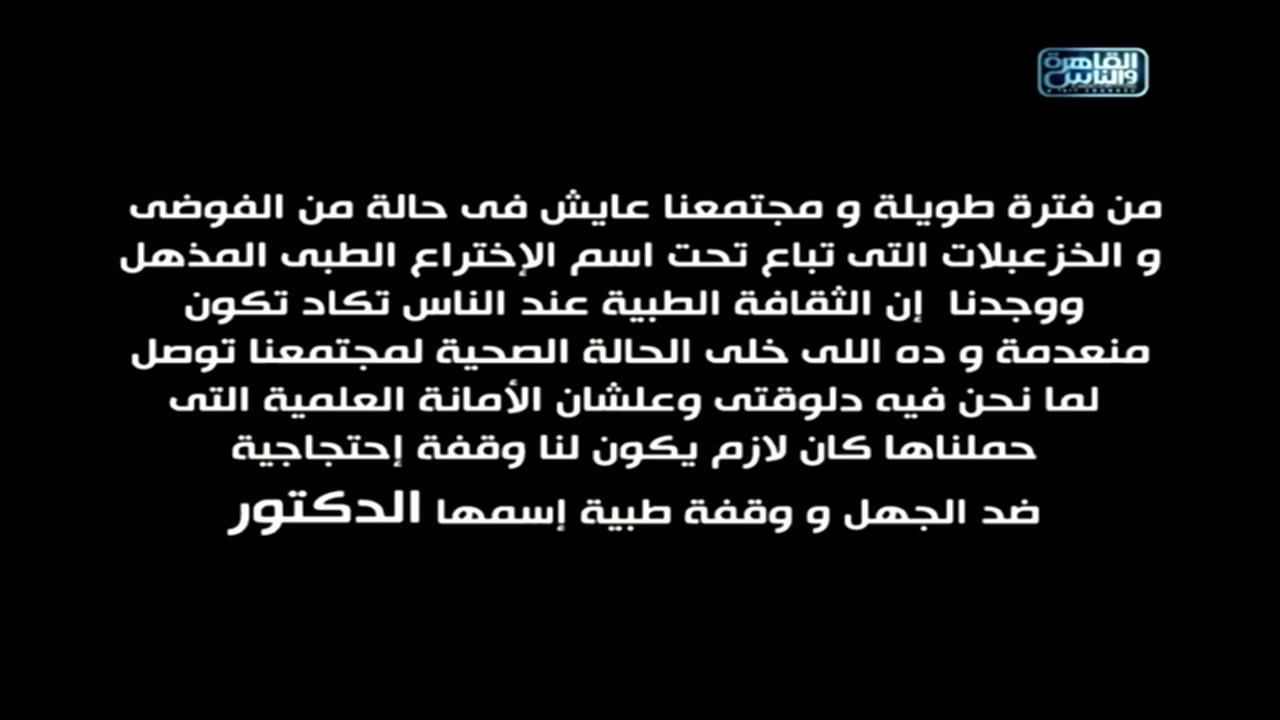 القاهرة
والناس
من فترة طويلة و مجتمعنا عايش فى حالة من الفوضى
و الخزعبلات التى تباع تحت اسم الإختراع الطبى المذهل
ووجدنا إن الثقافة الطبية عند الناس تكاد تكون
منعدمة و ده اللى خلى الحالة الصحية لمجتمعنا توصل
لما نحن فيه دلوقتى وعلشان الأمانة العلمية التى
حملناها كان لازم يكون لنا وقفة إحتجاجية
ضد الجهل و وقفة طبية إسمها الدكتور